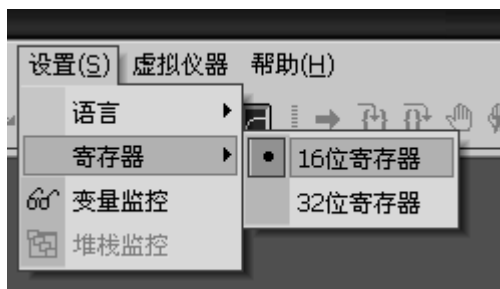 设置(S) 虚拟仪器 帮助(H)
语言
寄存器
16位寄存器
变量监控
32位寄存器
堆栈监控